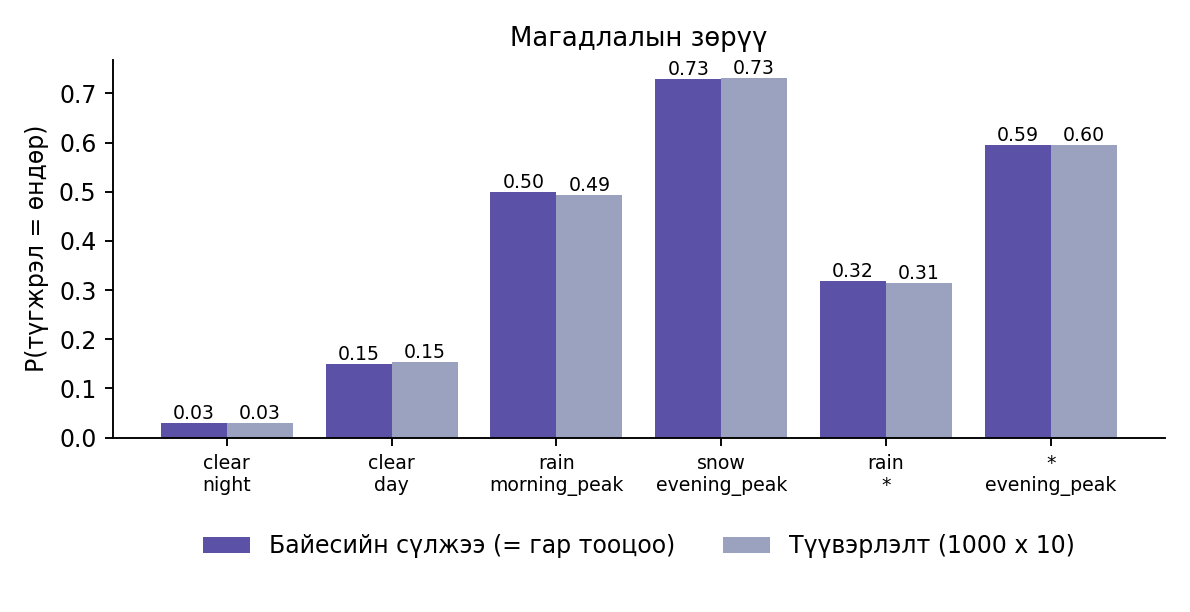 Магадлалын зөрүү
P(түгжрэл = өндөр)
0.7
0.6
0.5
0.4
0.3
0.2
0.1
0.0
0.03 0.03
0.15 0.15
0.50 0.49
0.73 0.73
0.32 0.31
0.59 0.60
clear
night
clear
day
rain
morning_peak
snow
evening_peak
rain
*
*
evening_peak
Байесийн сүлжээ (= гар тооцоо)
Түүвэрлэлт (1000 x 10)